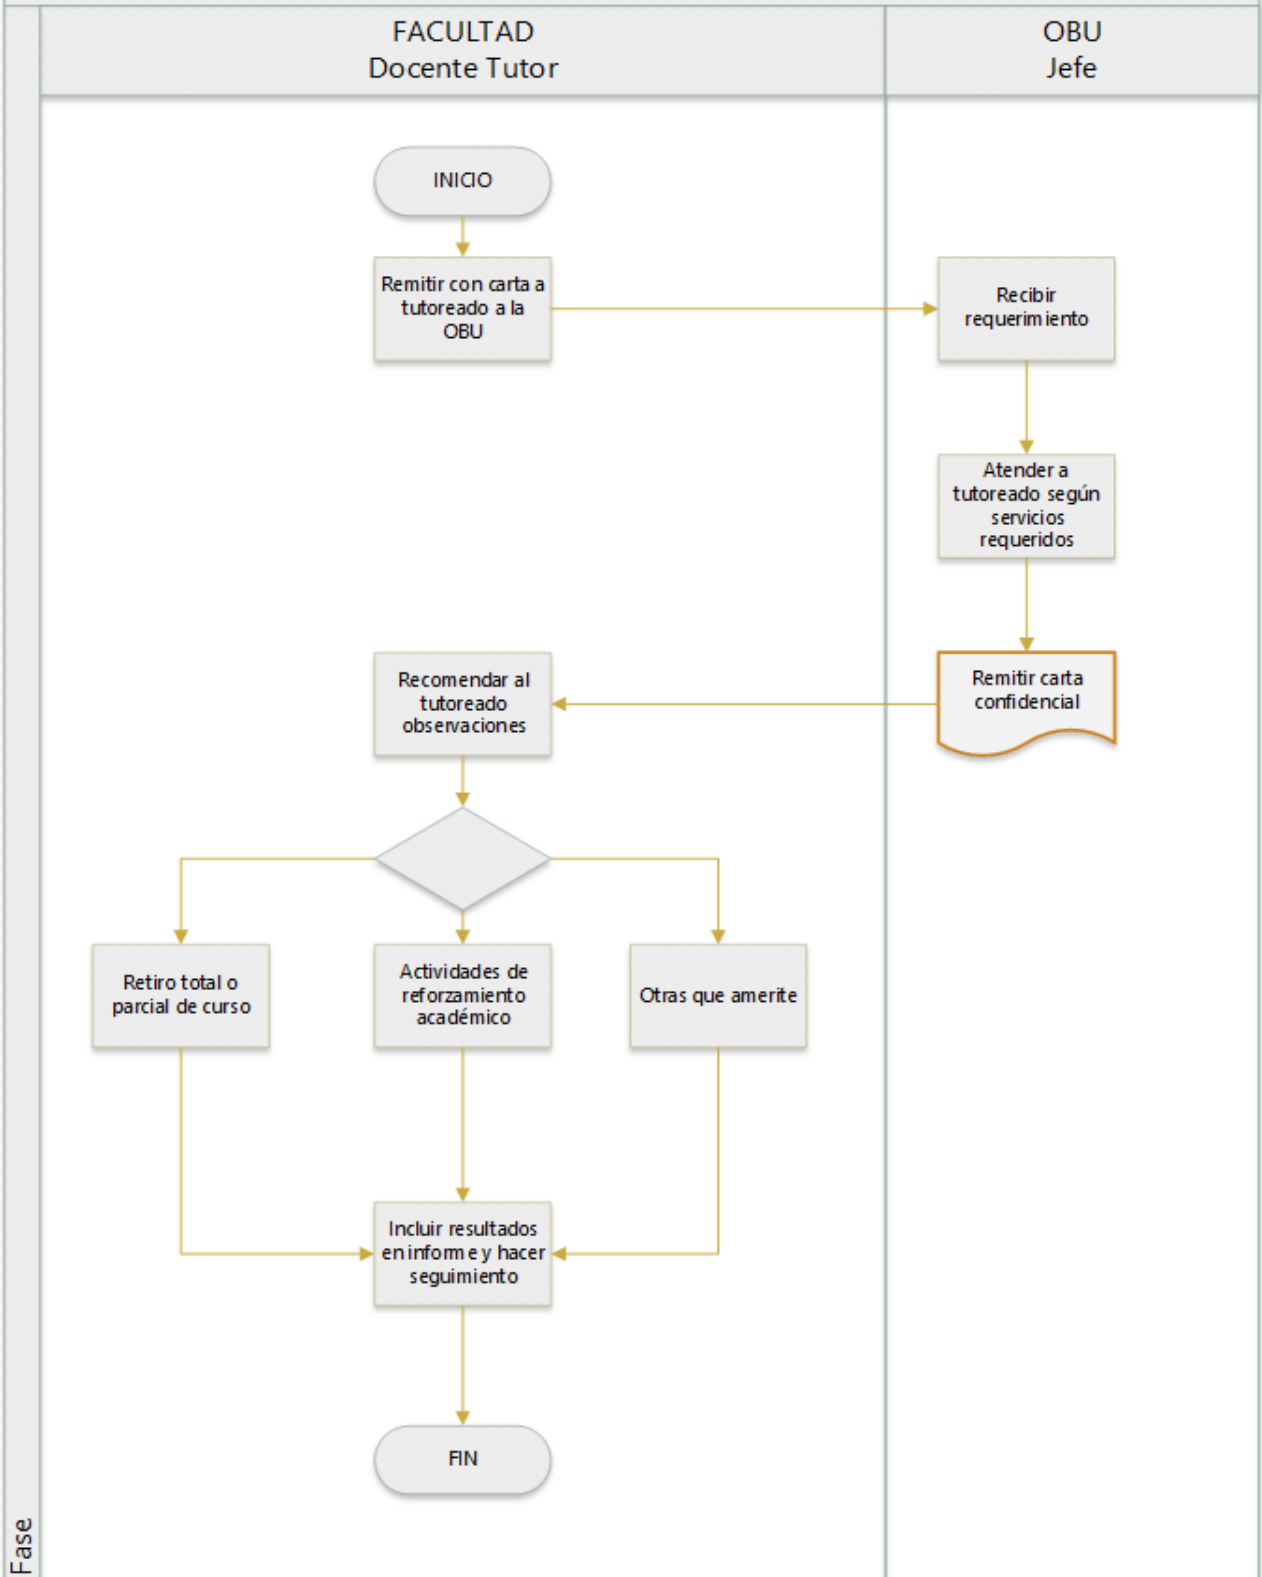 FACULTAD
Docente Tutor
OBU
Jefe
INICIO
Remitir con carta a
tutoreado a la
OBU
Recibir
requerimiento
Atender a
tutoreado según
servicios
requeridos
Remitir carta
confidencial
Recomendar al
tutoreado
observaciones
Retiro total o
parcial de curso
Actividades de
reforzamiento
académico
Otras que amerite
Incluir resultados
en informe y hacer
seguimiento
FIN
Fase